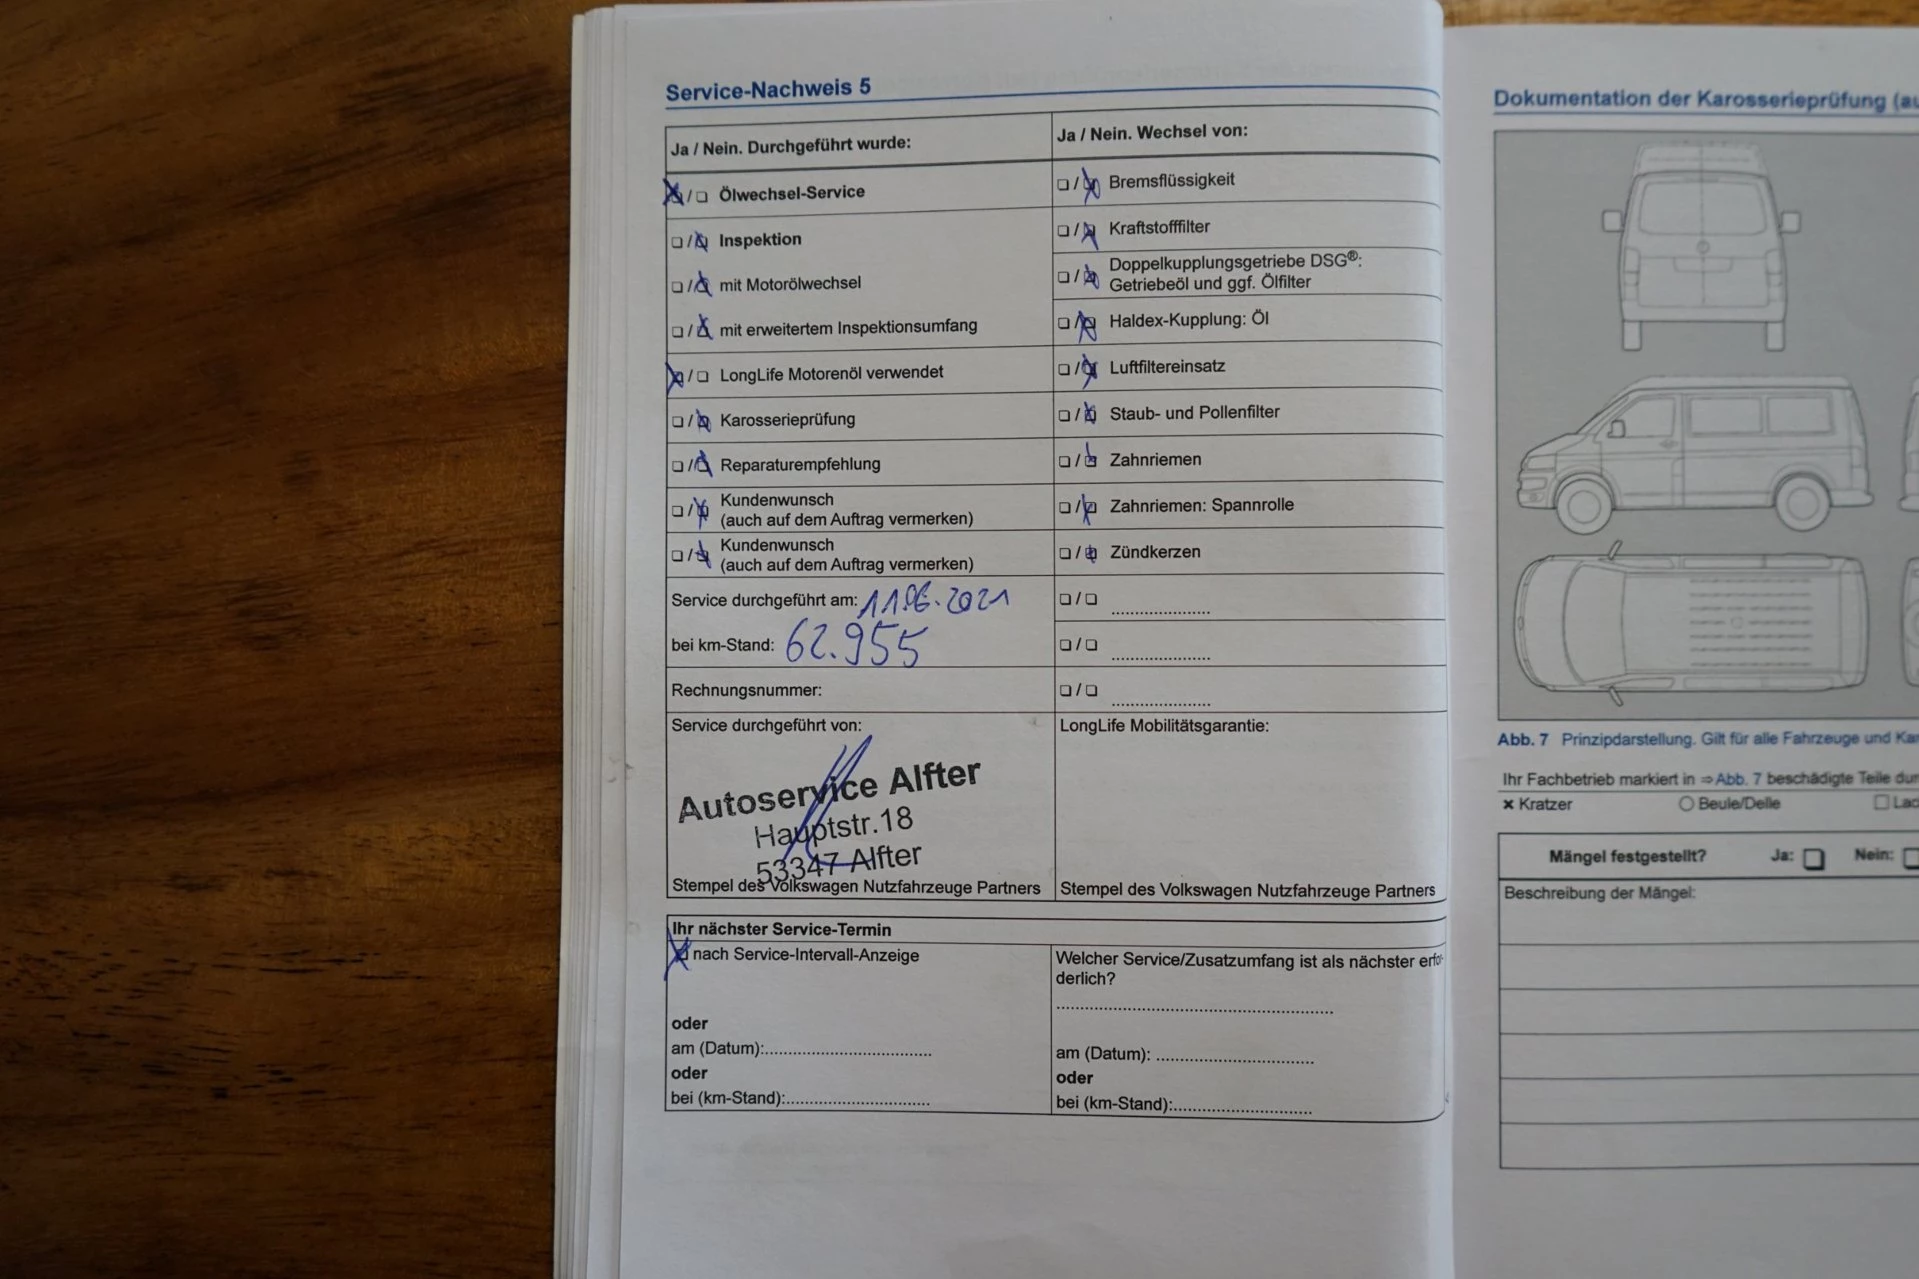 Service-Nachweis 5
Ja / Nein. Durchgeführt wurde:
☒ / ☐ Ölwechsel-Service
☐ / ☒ Inspektion
☐ / ☒ mit Motorölwechsel
☐ / ☒ mit erweitertem Inspektionsumfang
☒ / ☐ LongLife Motorenöl verwendet
☐ / ☒ Karosserieprüfung
☐ / ☒ Reparaturempfehlung
☐ / ☒ Kundenwunsch
(auch auf dem Auftrag vermerken)
☐ / ☒ Kundenwunsch
(auch auf dem Auftrag vermerken)
Service durchgeführt am: 11.06.2021
bei km-Stand: 62.955
Rechnungsnummer:
Service durchgeführt von:
Autoservice Alfter
Hauptstr.18
53347 Alfter
Stempel des Volkswagen Nutzfahrzeuge Partners
Ja / Nein. Wechsel von:
☐ / ☒ Bremsflüssigkeit
☐ / ☒ Kraftstofffilter
☐ / ☒ Doppelkupplungsgetriebe DSG®:
Getriebeöl und ggf. Ölfilter
☐ / ☒ Haldex-Kupplung: Öl
☐ / ☒ Luftfiltereinsatz
☐ / ☒ Staub- und Pollenfilter
☐ / ☒ Zahnriemen
☐ / ☒ Zahnriemen: Spannrolle
☐ / ☒ Zündkerzen
☐ / ☐ ......................
☐ / ☐ ......................
☐ / ☐ ......................
LongLife Mobilitätsgarantie:
Stempel des Volkswagen Nutzfahrzeuge Partners
Ihr nächster Service-Termin
☒ nach Service-Intervall-Anzeige
oder
am (Datum):...................................
oder
bei (km-Stand):...............................
Welcher Service/Zusatzumfang ist als nächster erfor-
derlich?
............................................................
am (Datum): ..................................
oder
bei (km-Stand):..............................
Dokumentation der Karosserieprüfung (au
Abb. 7 Prinzipdarstellung. Gilt für alle Fahrzeuge und Kar
Ihr Fachbetrieb markiert in ⇒ Abb. 7 beschädigte Teile dur
× Kratzer ○ Beule/Delle ☐ Lac
Mängel festgestellt? Ja: ☐ Nein: ☐
Beschreibung der Mängel: